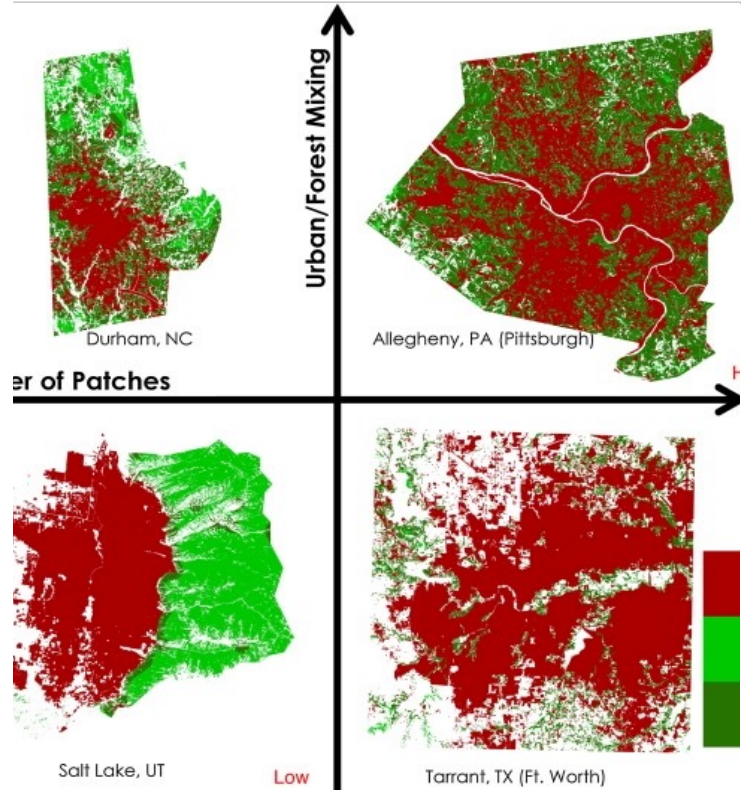 Urban/Forest Mixing
Durham, NC
Allegheny, PA (Pittsburgh)
er of Patches
H
Salt Lake, UT
Low
Tarrant, TX (Ft. Worth)